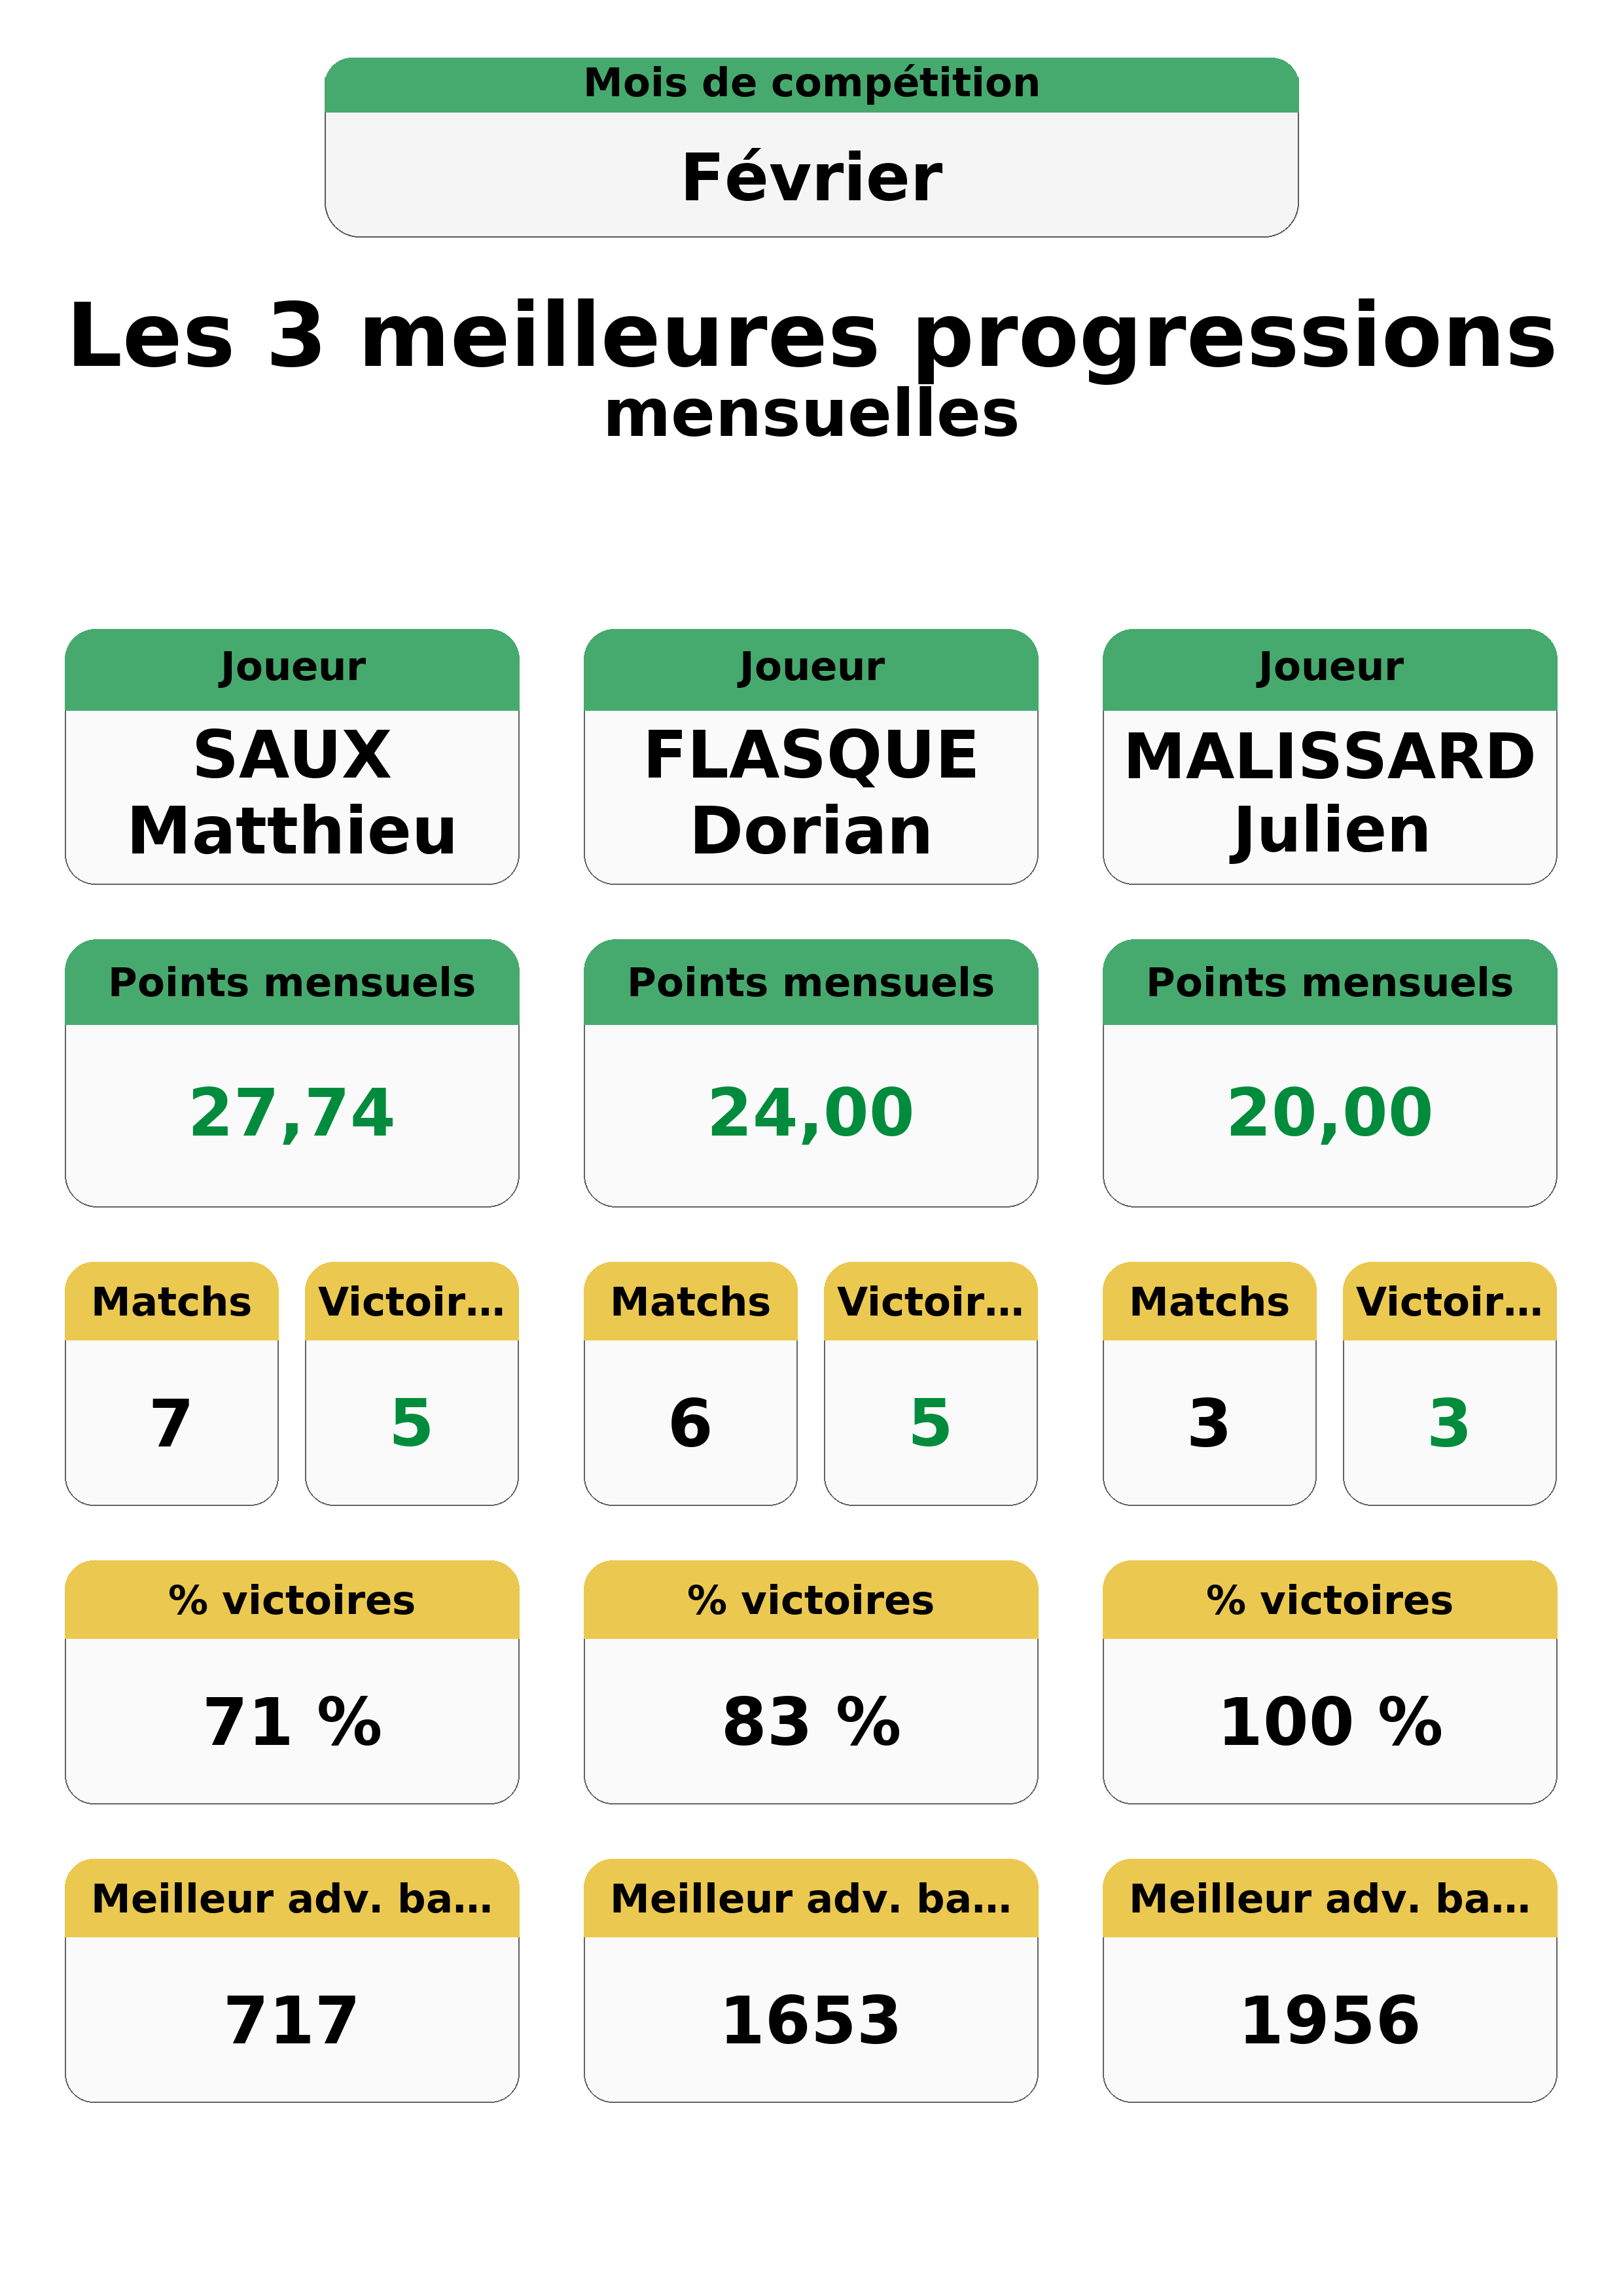 Mois de compétition
Février
Les 3 meilleures progressions
mensuelles
Joueur
SAUX
Matthieu
Joueur
FLASQUE
Dorian
Joueur
MALISSARD
Julien
Points mensuels
27,74
Points mensuels
24,00
Points mensuels
20,00
Matchs
7
Victoir...
5
Matchs
6
Victoir...
5
Matchs
3
Victoir...
3
% victoires
71 %
% victoires
83 %
% victoires
100 %
Meilleur adv. ba...
717
Meilleur adv. ba...
1653
Meilleur adv. ba...
1956